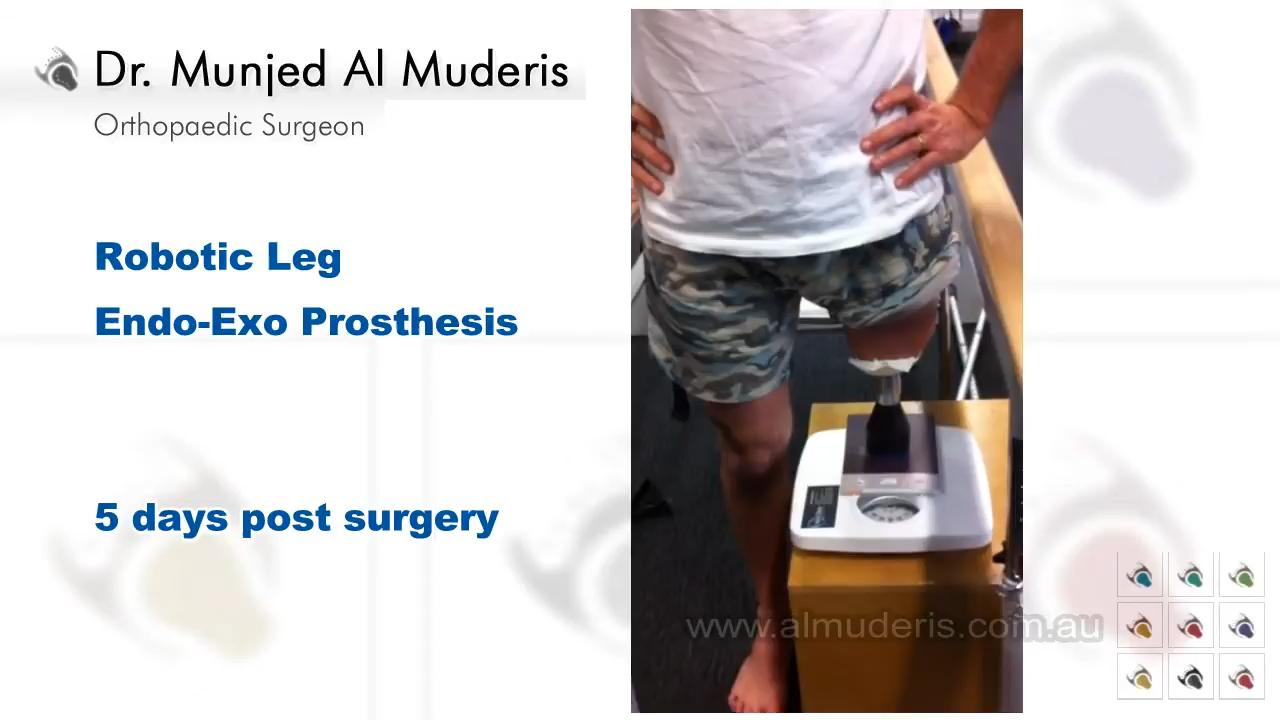 Dr. Munjed Al Muderis
Orthopaedic Surgeon
Robotic Leg
Endo-Exo Prosthesis
5 days post surgery
www.almuderis.com.au